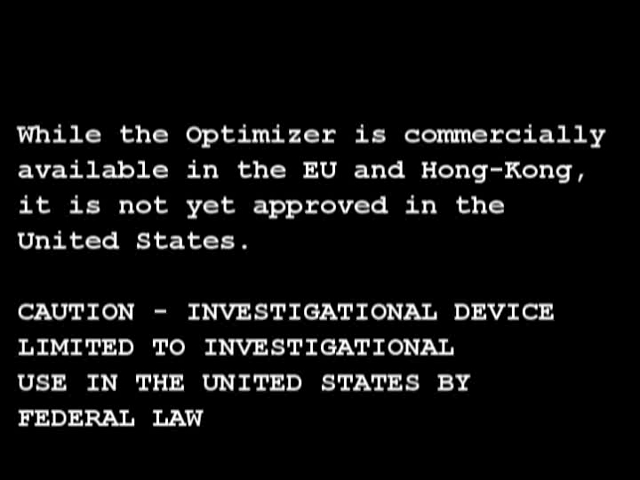 While the Optimizer is commercially
available in the EU and Hong-Kong,
it is not yet approved in the
United States.
CAUTION - INVESTIGATIONAL DEVICE
LIMITED TO INVESTIGATIONAL
USE IN THE UNITED STATES BY
FEDERAL LAW